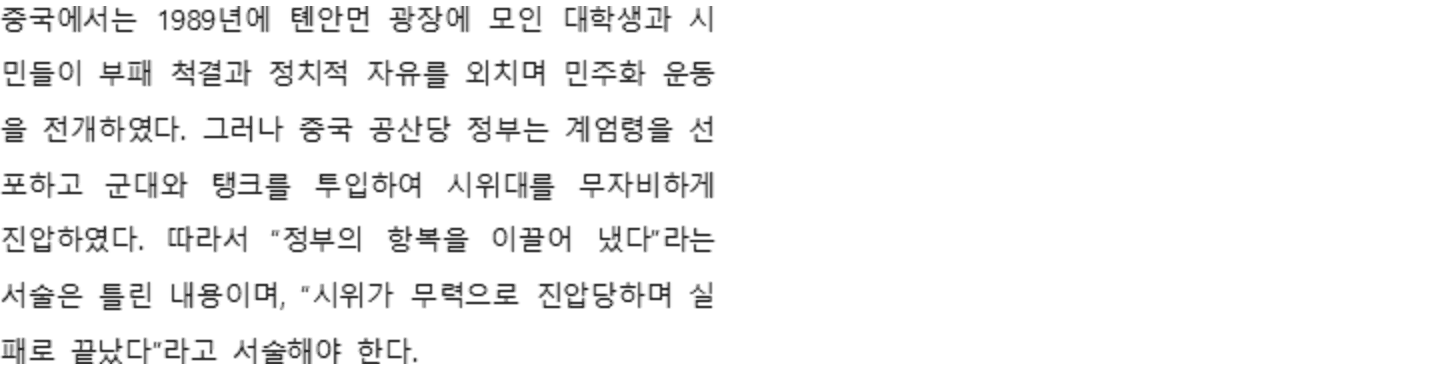 중국에서는 1989년에 톈안먼 광장에 모인 대학생과 시
민들이 부패 척결과 정치적 자유를 외치며 민주화 운동
을 전개하였다. 그러나 중국 공산당 정부는 계엄령을 선
포하고 군대와 탱크를 투입하여 시위대를 무자비하게
진압하였다. 따라서 “정부의 항복을 이끌어 냈다”라는
서술은 틀린 내용이며, “시위가 무력으로 진압당하며 실
패로 끝났다”라고 서술해야 한다.